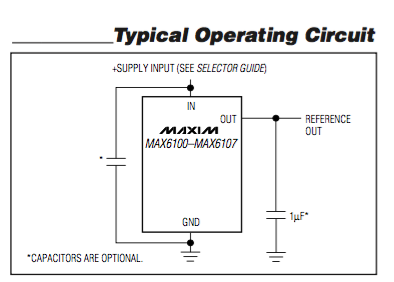 Typical Operating Circuit
+SUPPLY INPUT (SEE SELECTOR GUIDE)
IN
OUT
REFERENCE
OUT
MAXIM
MAX6100–MAX6107
*
1µF*
GND
*CAPACITORS ARE OPTIONAL.